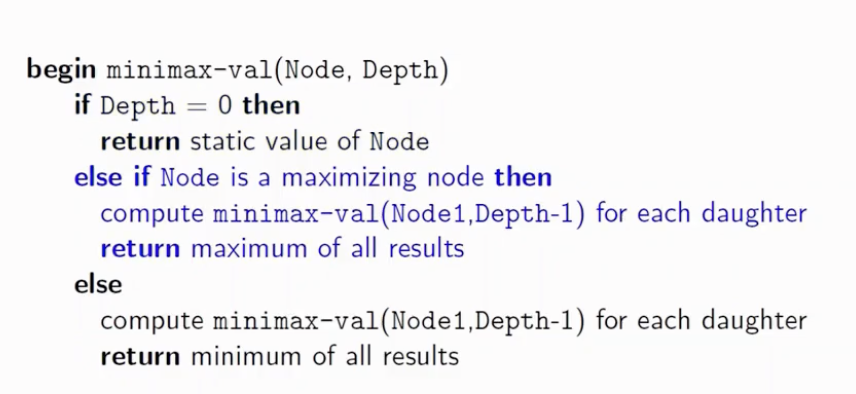 begin minimax-val(Node, Depth)
if Depth = 0 then
return static value of Node
else if Node is a maximizing node then
compute minimax-val(Node1,Depth-1) for each daughter
return maximum of all results
else
compute minimax-val(Node1,Depth-1) for each daughter
return minimum of all results